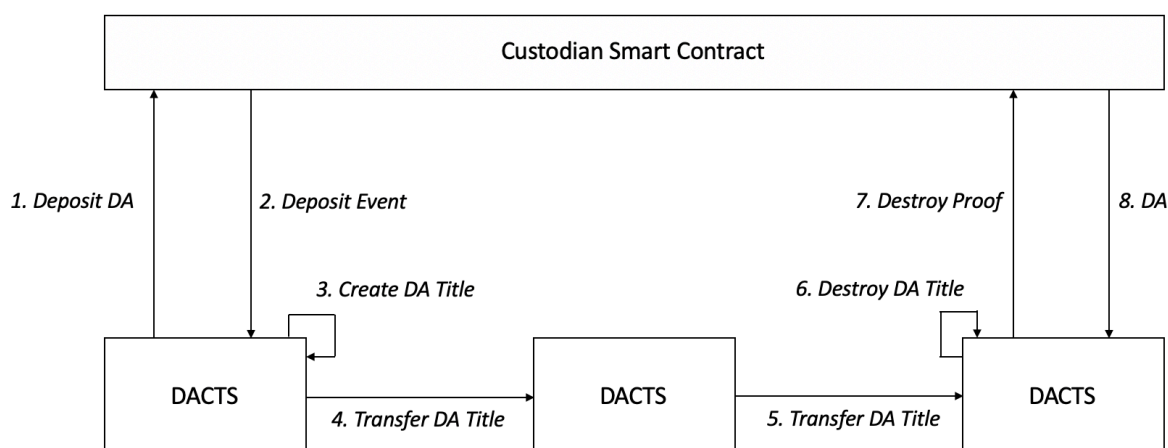 Custodian Smart Contract
1. Deposit DA
2. Deposit Event
7. Destroy Proof
8. DA
3. Create DA Title
6. Destroy DA Title
DACTS
DACTS
DACTS
4. Transfer DA Title
5. Transfer DA Title